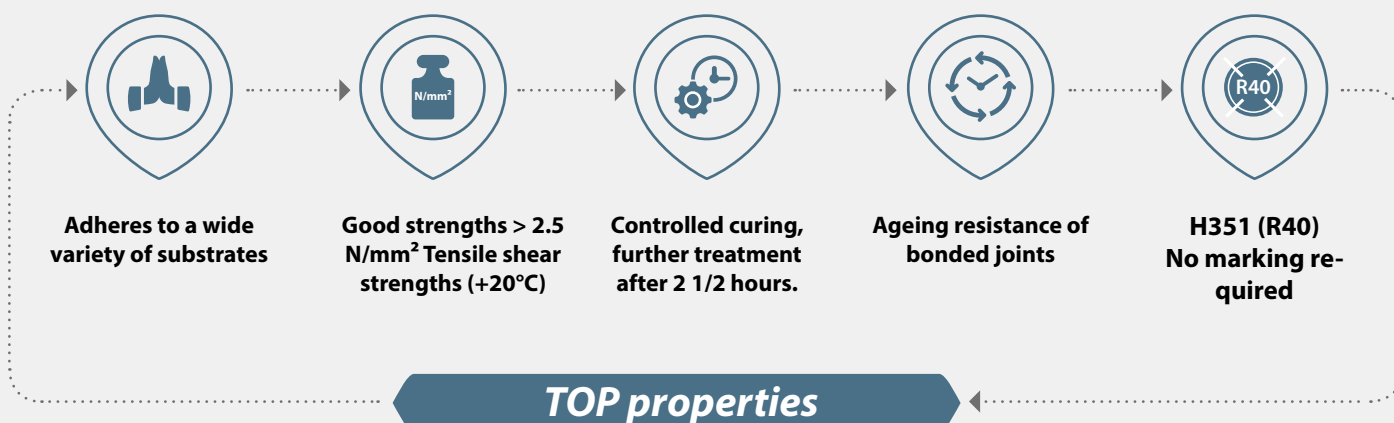 N/mm²
R40
Adheres to a wide
variety of substrates
Good strengths > 2.5
N/mm² Tensile shear
strengths (+20°C)
Controlled curing,
further treatment
after 2 1/2 hours.
Ageing resistance of
bonded joints
H351 (R40)
No marking re-
quired
TOP properties